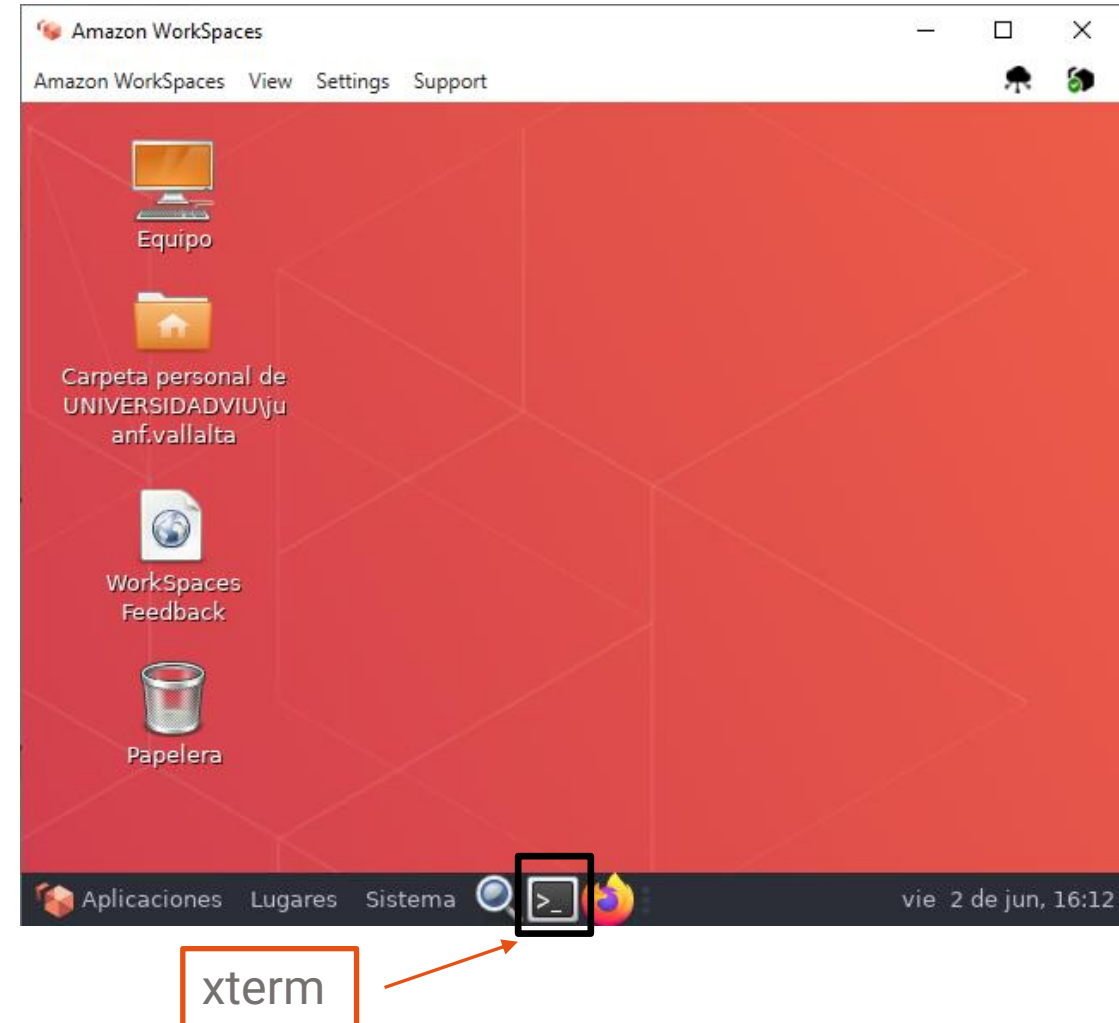 Amazon WorkSpaces
Amazon WorkSpaces View Settings Support
Equipo
Carpeta personal de
UNIVERSIDADVIU\ju
anf.vallalta
WorkSpaces
Feedback
Papelera
Aplicaciones Lugares Sistema >_ vie 2 de jun, 16:12
xterm